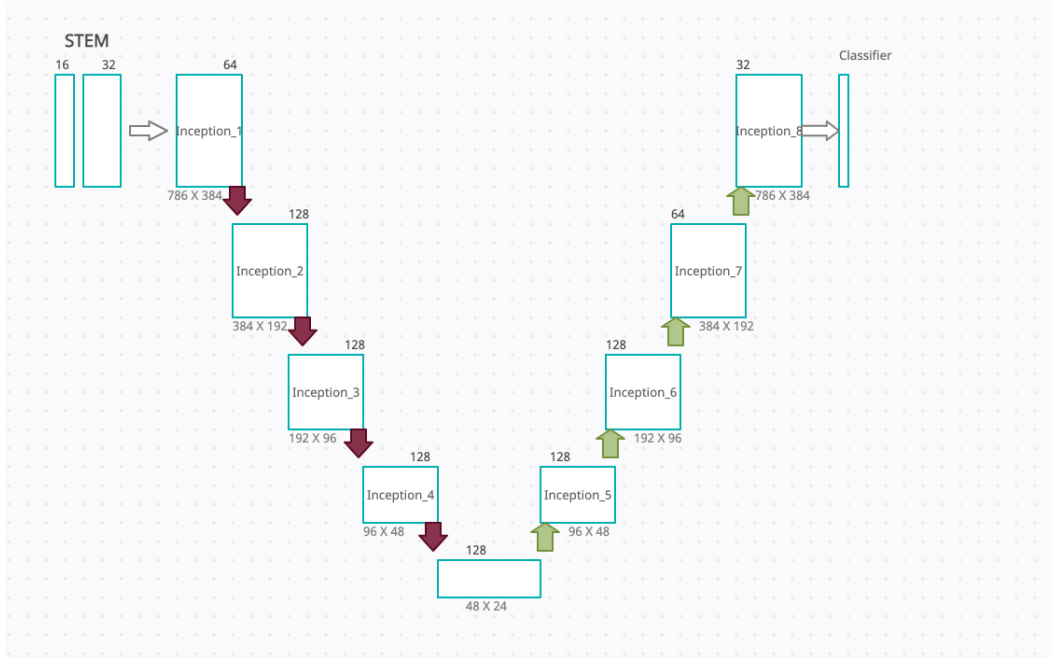 STEM
16
32
64
Inception_1
786 X 384
128
Inception_2
384 X 192
128
Inception_3
192 X 96
128
Inception_4
96 X 48
128
48 X 24
128
Inception_5
96 X 48
128
Inception_6
192 X 96
64
Inception_7
384 X 192
32
Inception_8
786 X 384
Classifier